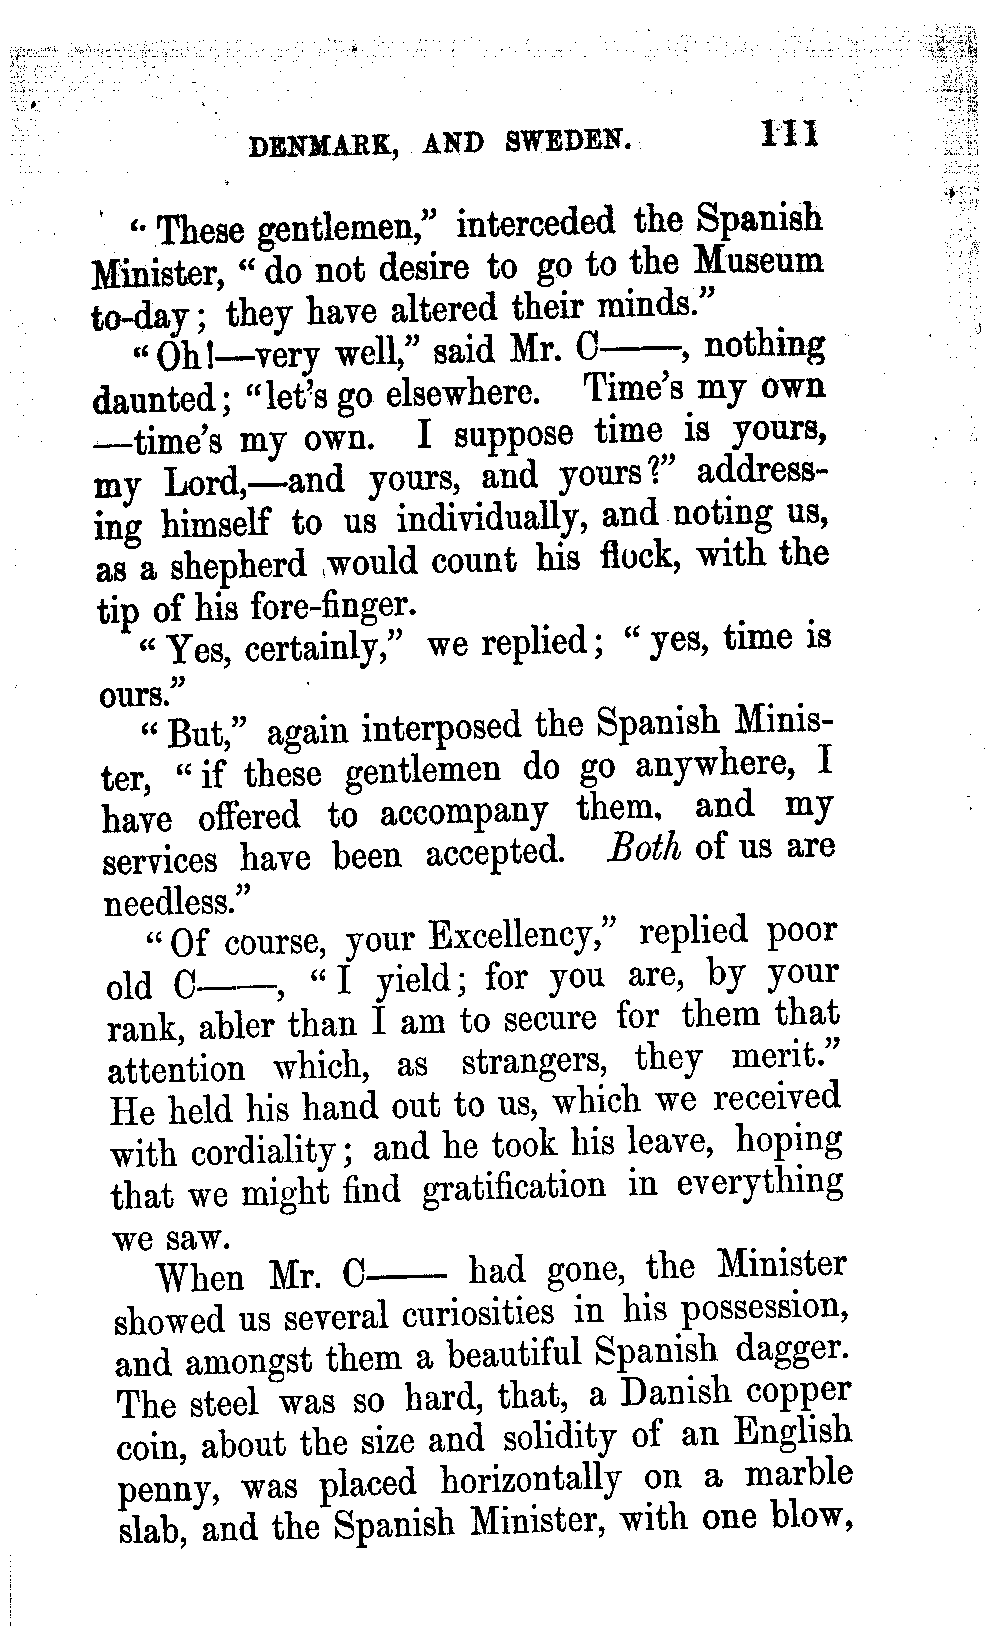 DENMARK, AND SWEDEN. 111
“ These gentlemen,” interceded the Spanish
Minister, “ do not desire to go to the Museum
to-day ; they have altered their minds.”
“ Oh !—very well,” said Mr. C——, nothing
daunted ; “let’s go elsewhere. Time’s my own
—time’s my own. I suppose time is yours,
my Lord,—and yours, and yours ?” address-
ing himself to us individually, and noting us,
as a shepherd would count his flock, with the
tip of his fore-finger.
“ Yes, certainly,” we replied ; “ yes, time is
ours.”
“ But,” again interposed the Spanish Minis-
ter, “ if these gentlemen do go anywhere, I
have offered to accompany them, and my
services have been accepted. Both of us are
needless.”
“ Of course, your Excellency,” replied poor
old C——, “ I yield ; for you are, by your
rank, abler than I am to secure for them that
attention which, as strangers, they merit.”
He held his hand out to us, which we received
with cordiality ; and he took his leave, hoping
that we might find gratification in everything
we saw.
When Mr. C—— had gone, the Minister
showed us several curiosities in his possession,
and amongst them a beautiful Spanish dagger.
The steel was so hard, that, a Danish copper
coin, about the size and solidity of an English
penny, was placed horizontally on a marble
slab, and the Spanish Minister, with one blow,